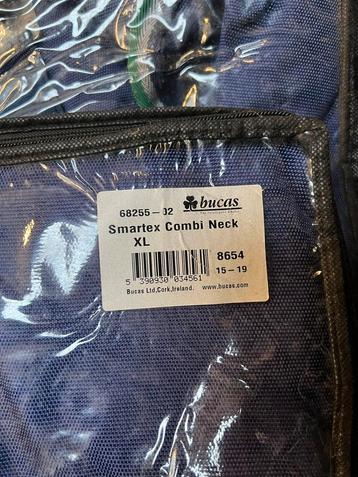 68255-02 bucas
Smartex Combi Neck
XL
8654
15-19
5 390930 034561
Bucas Ltd,Cork,Ireland. www.bucas.com